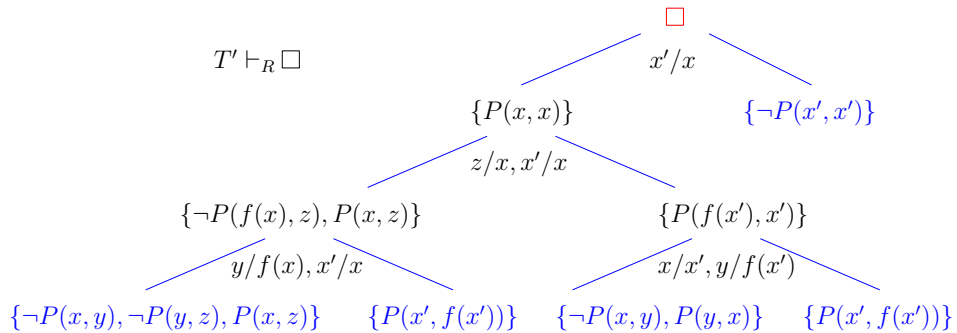 □
T′ ⊢_R □
x′/x
{P(x, x)}
{¬P(x′, x′)}
z/x, x′/x
{¬P(f(x), z), P(x, z)}
{P(f(x′), x′)}
y/f(x), x′/x
x/x′, y/f(x′)
{¬P(x, y), ¬P(y, z), P(x, z)}
{P(x′, f(x′))}
{¬P(x, y), P(y, x)}
{P(x′, f(x′))}